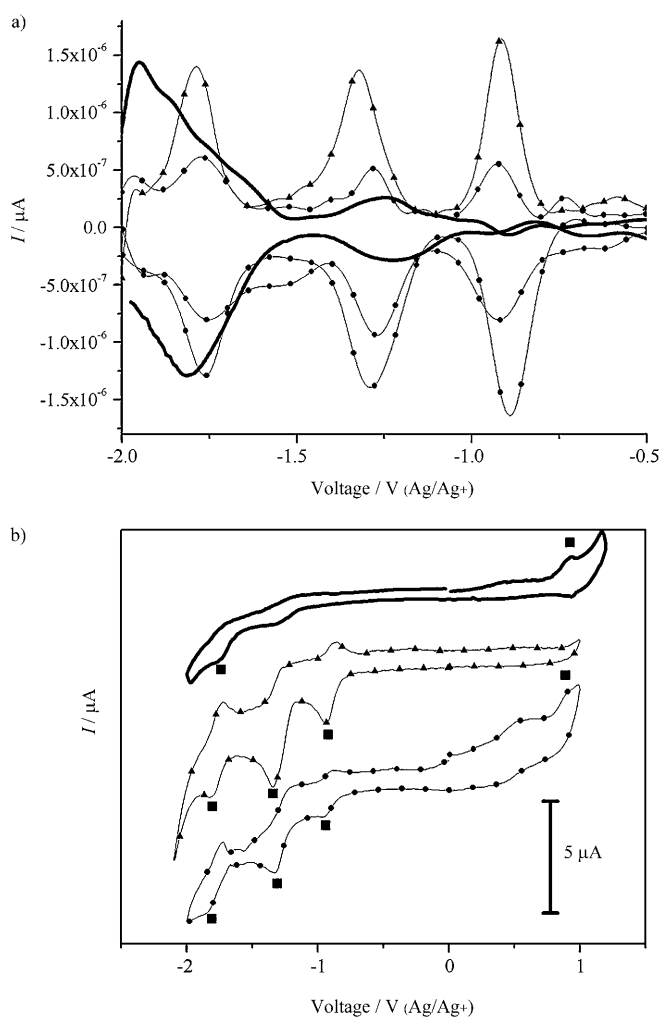 a)
1.5x10-6
1.0x10-6
5.0x10-7
0.0
-5.0x10-7
-1.0x10-6
-1.5x10-6
I / µA
-2.0 -1.5 -1.0 -0.5
Voltage / V (Ag/Ag+)
b)
I / µA
5 µA
-2 -1 0 1
Voltage / V (Ag/Ag+)